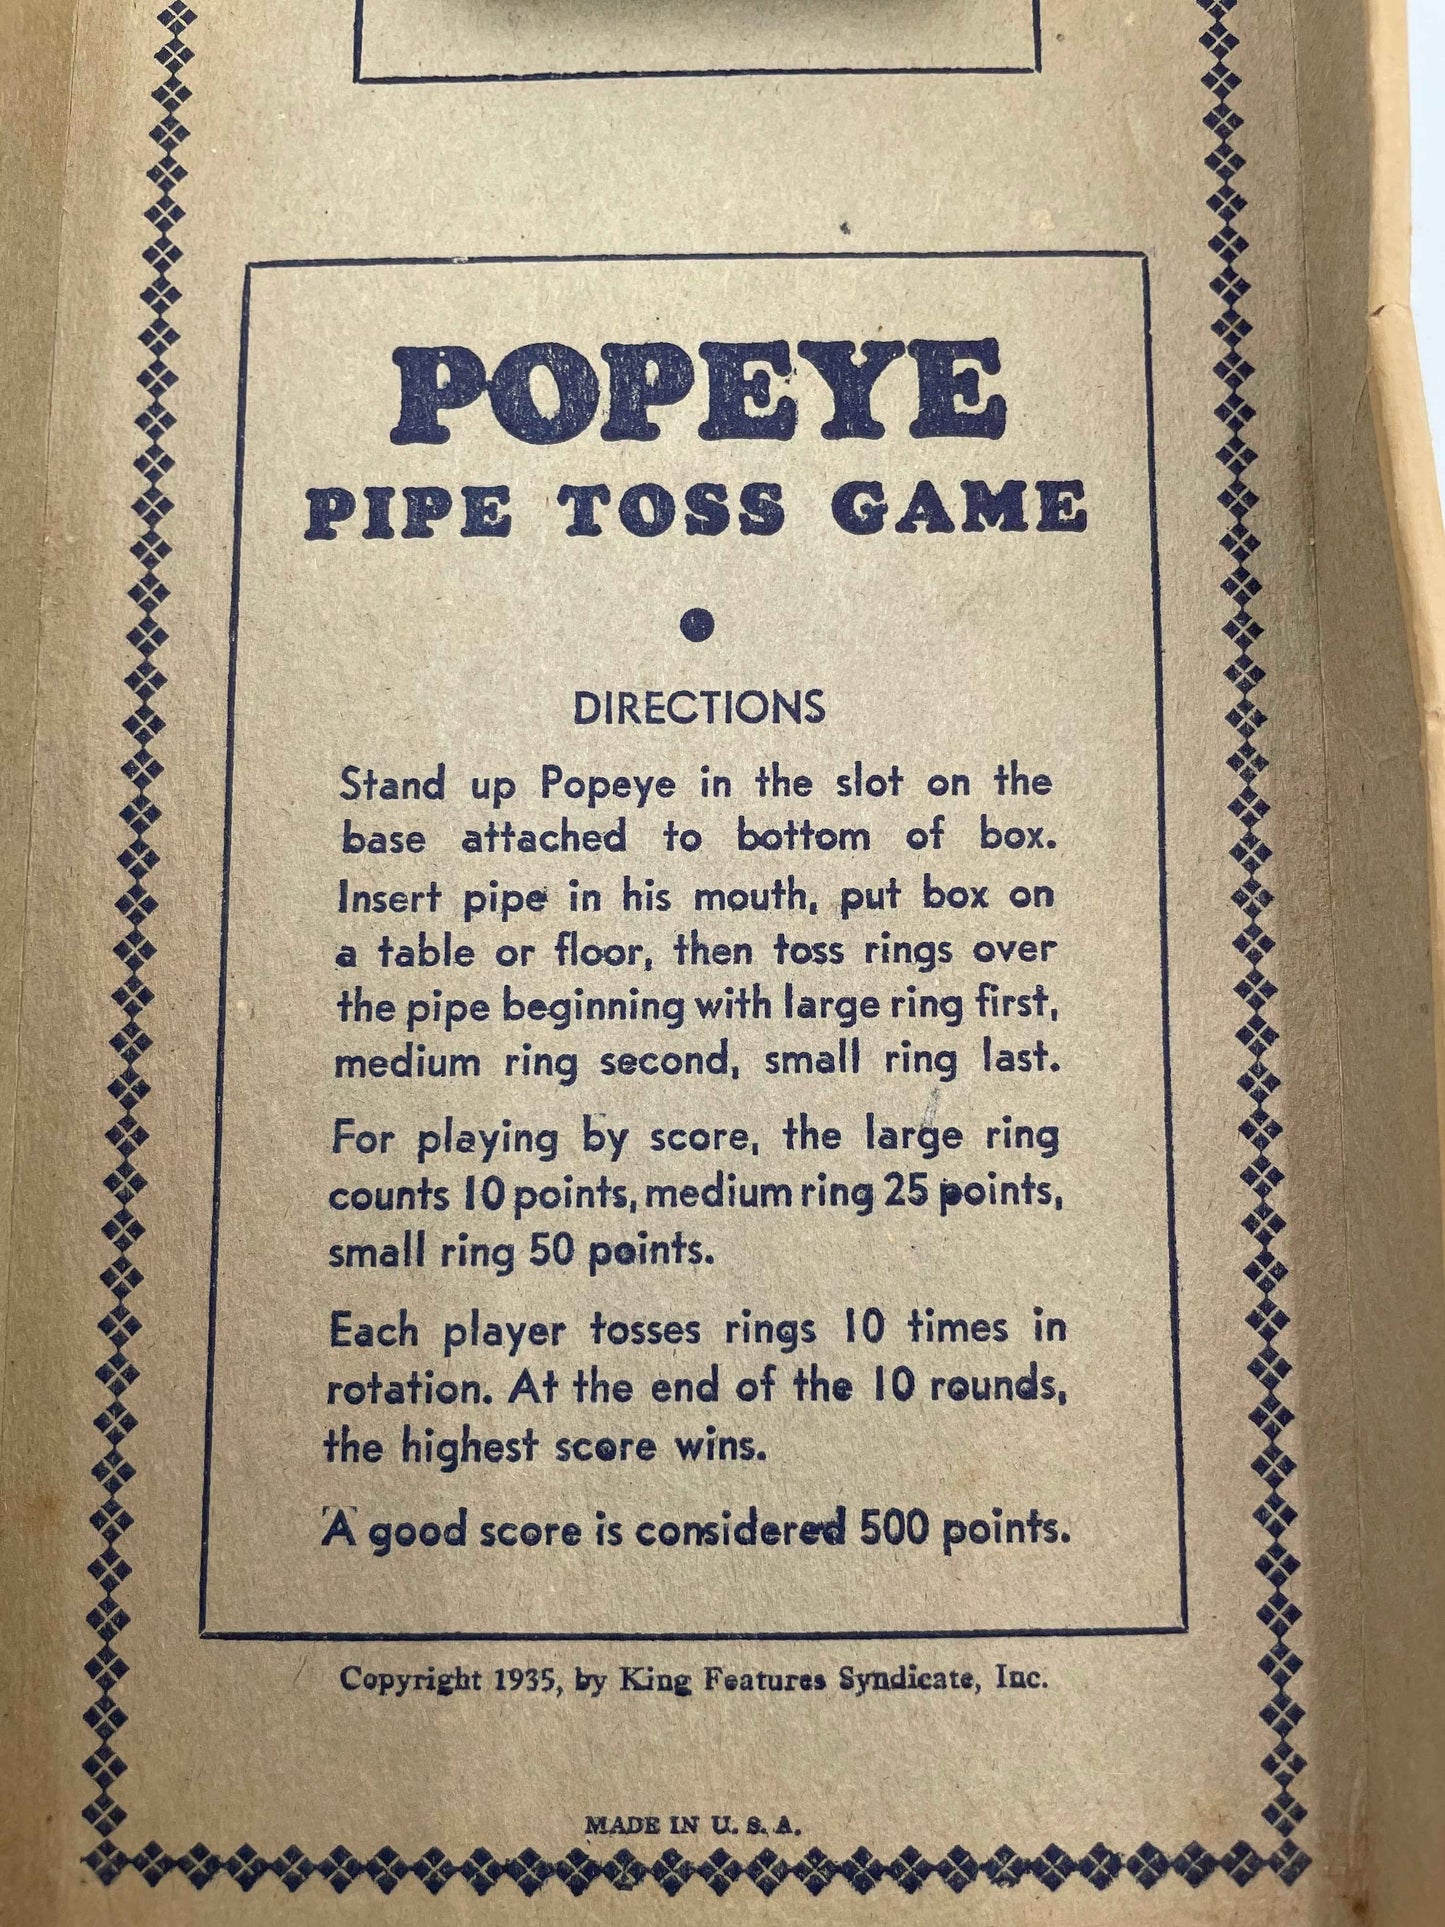 POPEYE
PIPE TOSS GAME
DIRECTIONS
Stand up Popeye in the slot on the
base attached to bottom of box.
Insert pipe in his mouth, put box on
a table or floor, then toss rings over
the pipe beginning with large ring first,
medium ring second, small ring last.
For playing by score, the large ring
counts 10 points, medium ring 25 points,
small ring 50 points.
Each player tosses rings 10 times in
rotation. At the end of the 10 rounds,
the highest score wins.
A good score is considered 500 points.
Copyright 1935, by King Features Syndicate, Inc.
MADE IN U. S. A.